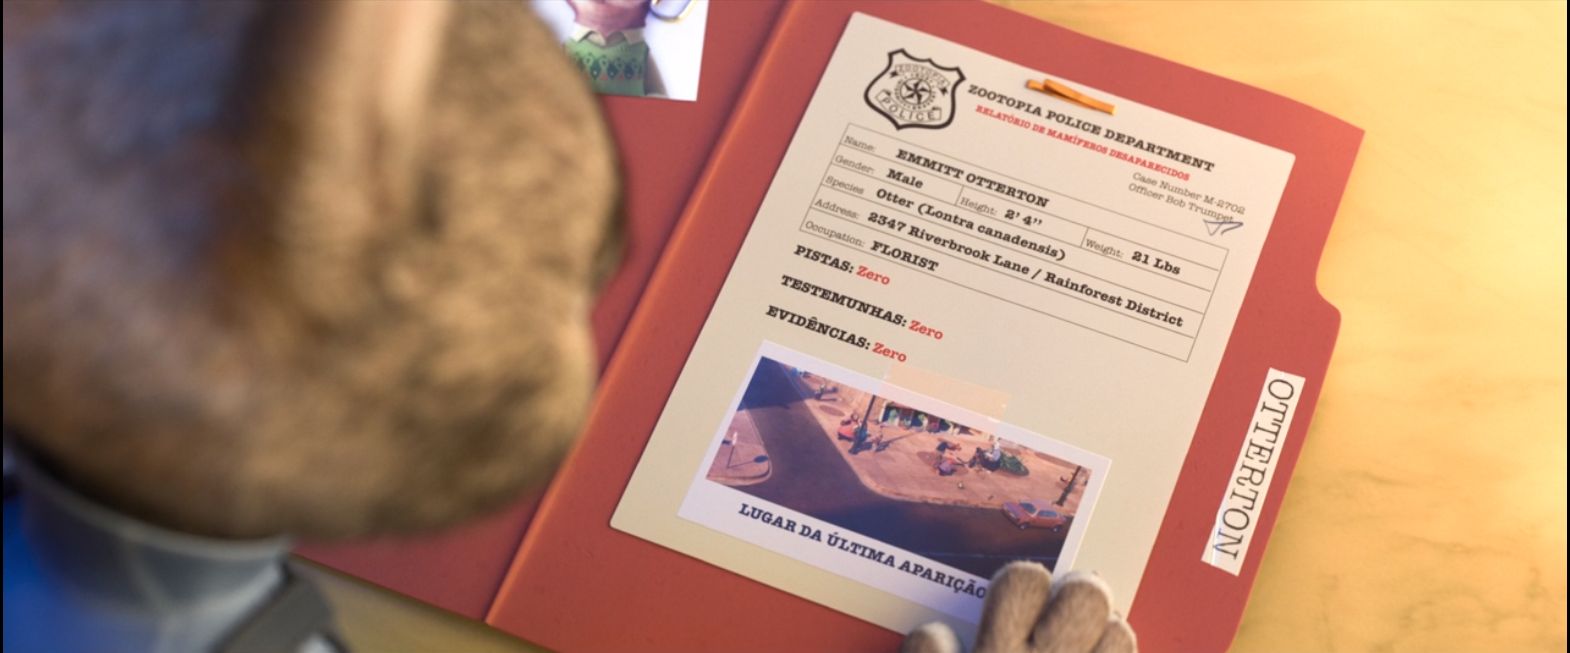 ZOOTOPIA
POLICE
ZOOTOPIA POLICE DEPARTMENT
RELATÓRIO DE MAMÍFEROS DESAPARECIDOS
Case Number M-2702
Officer Bob Trumpet
Name: EMMITT OTTERTON
Gender: Male Height: 2' 4'' Weight: 21 Lbs
Species Otter (Lontra canadensis)
Address: 2347 Riverbrook Lane / Rainforest District
Occupation: FLORIST
PISTAS: Zero
TESTEMUNHAS: Zero
EVIDÊNCIAS: Zero
LUGAR DA ÚLTIMA APARIÇÃO
OTTERTON